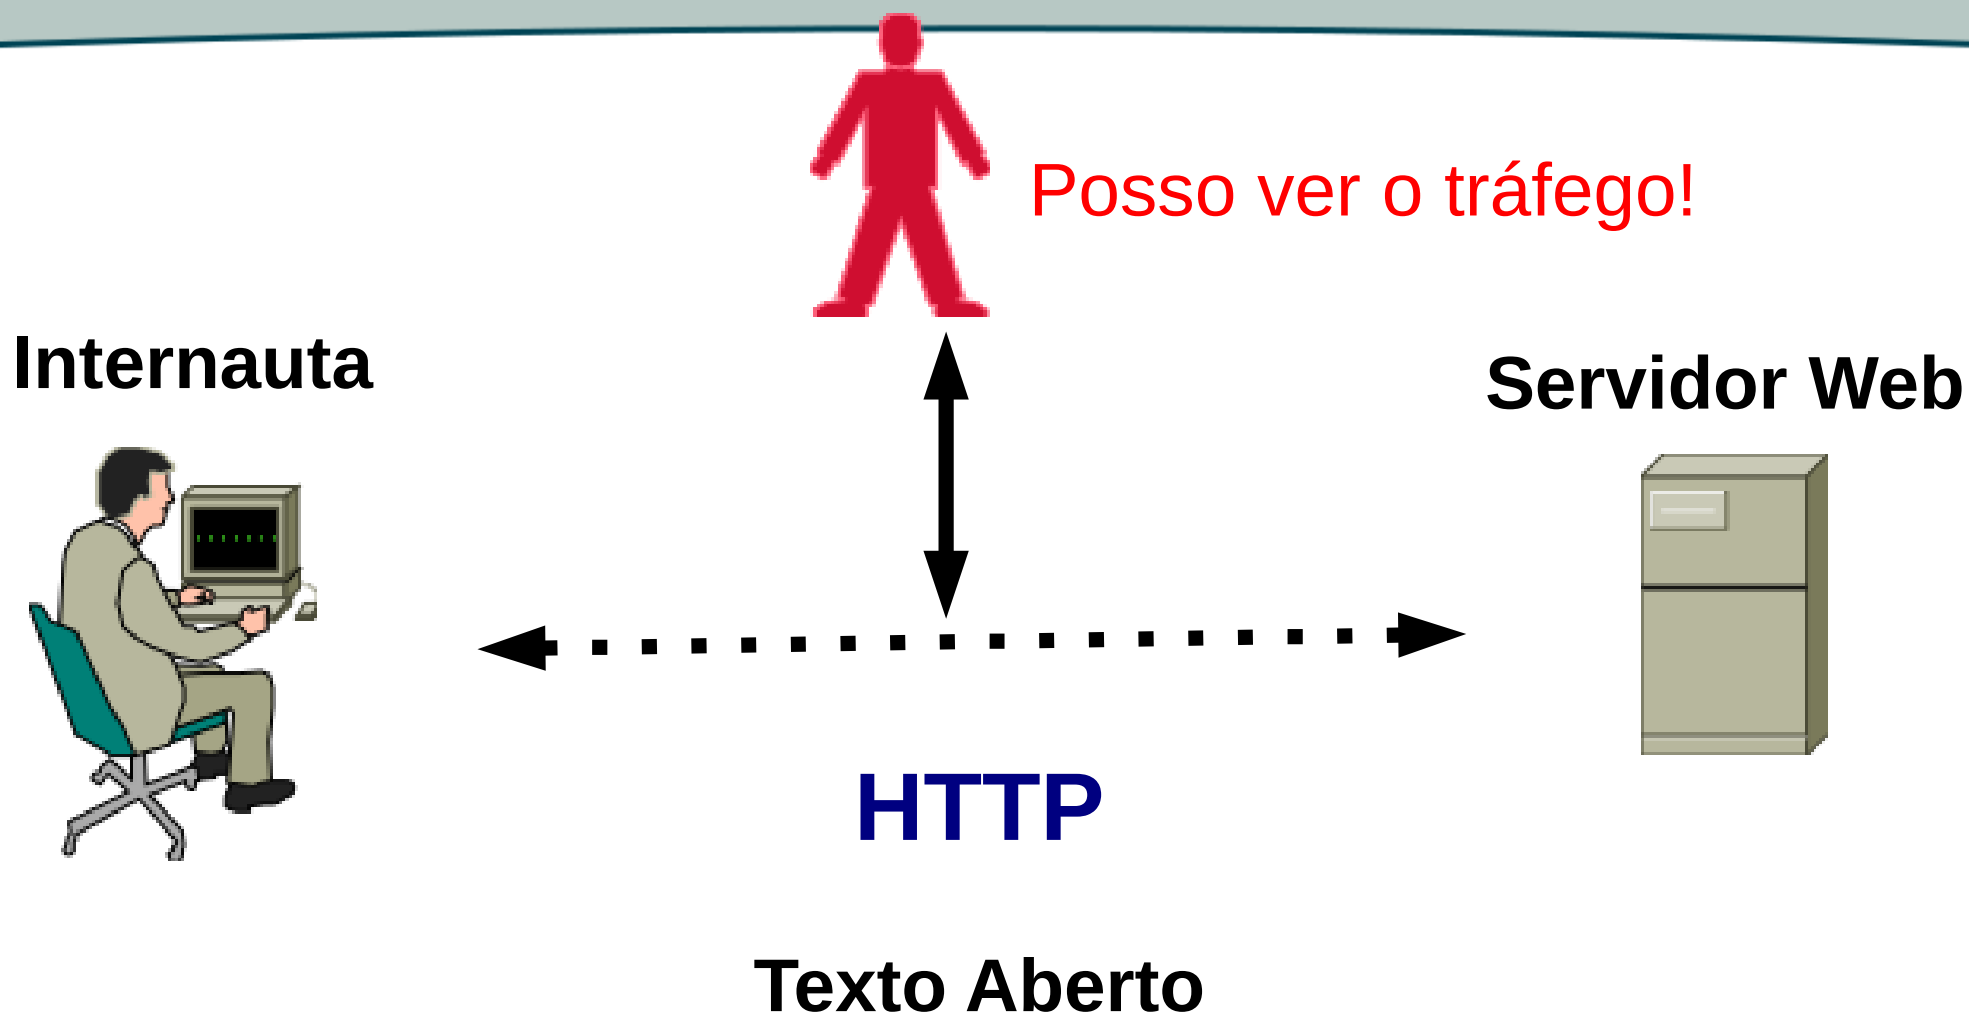 Posso ver o tráfego!
Internauta
Servidor Web
HTTP
Texto Aberto